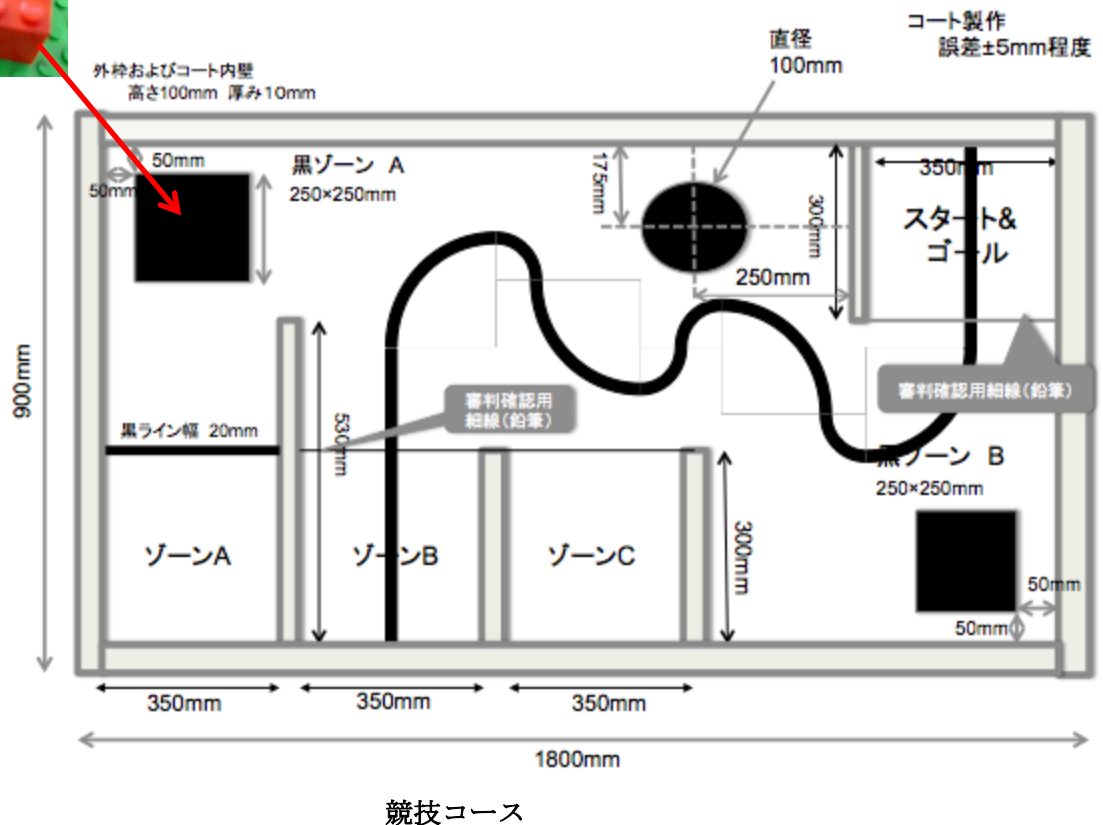 コート製作
誤差±5mm程度
直径
100mm
外枠およびコート内壁
高さ100mm 厚み10mm
50mm
50mm
黒ゾーン A
250×250mm
175mm
300mm
350mm
スタート&
ゴール
250mm
900mm
審判確認用
細線(鉛筆)
審判確認用細線(鉛筆)
530mm
黒ライン幅 20mm
黒ゾーン B
250×250mm
ゾーンA
ゾーンB
ゾーンC
300mm
50mm
50mm
350mm
350mm
350mm
1800mm
競技コース